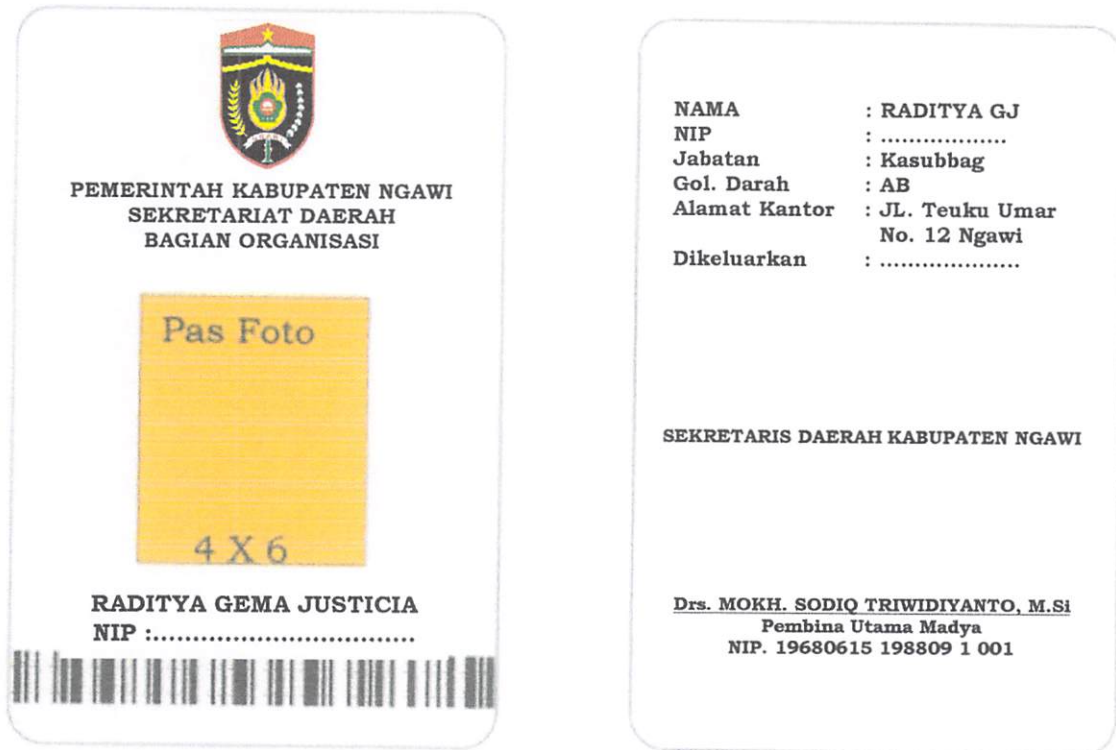 PEMERINTAH KABUPATEN NGAWI
SEKRETARIAT DAERAH
BAGIAN ORGANISASI
Pas Foto
4 X 6
RADITYA GEMA JUSTICIA
NIP :.................................
NAMA : RADITYA GJ
NIP : ..................
Jabatan : Kasubbag
Gol. Darah : AB
Alamat Kantor : JL. Teuku Umar
No. 12 Ngawi
Dikeluarkan : ....................
SEKRETARIS DAERAH KABUPATEN NGAWI
Drs. MOKH. SODIQ TRIWIDIYANTO, M.Si
Pembina Utama Madya
NIP. 19680615 198809 1 001